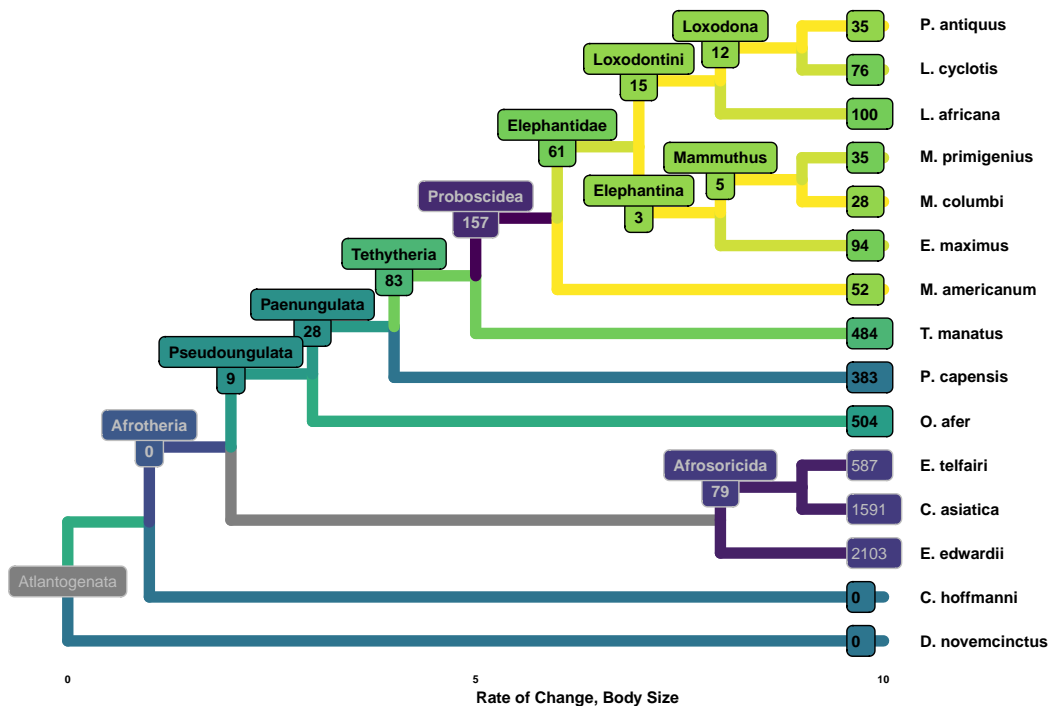 P. antiquus
35
Loxodona
12
L. cyclotis
76
Loxodontini
15
L. africana
100
Elephantidae
61
M. primigenius
35
Mammuthus
5
Elephantina
3
M. columbi
28
Proboscidea
157
E. maximus
94
Tethytheria
83
M. americanum
52
Paenungulata
28
T. manatus
484
Pseudoungulata
9
P. capensis
383
Afrotheria
0
O. afer
504
Afrosoricida
79
E. telfairi
587
C. asiatica
1591
E. edwardii
2103
Atlantogenata
C. hoffmanni
0
D. novemcinctus
0
0
5
10
Rate of Change, Body Size